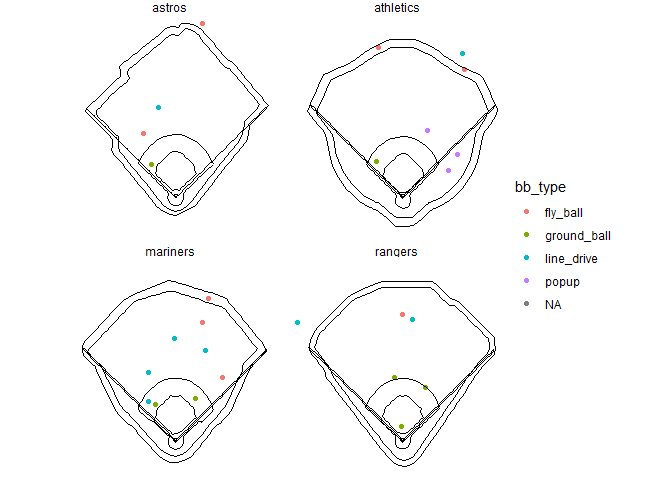 astros
athletics
mariners
rangers
bb_type
fly_ball
ground_ball
line_drive
popup
NA